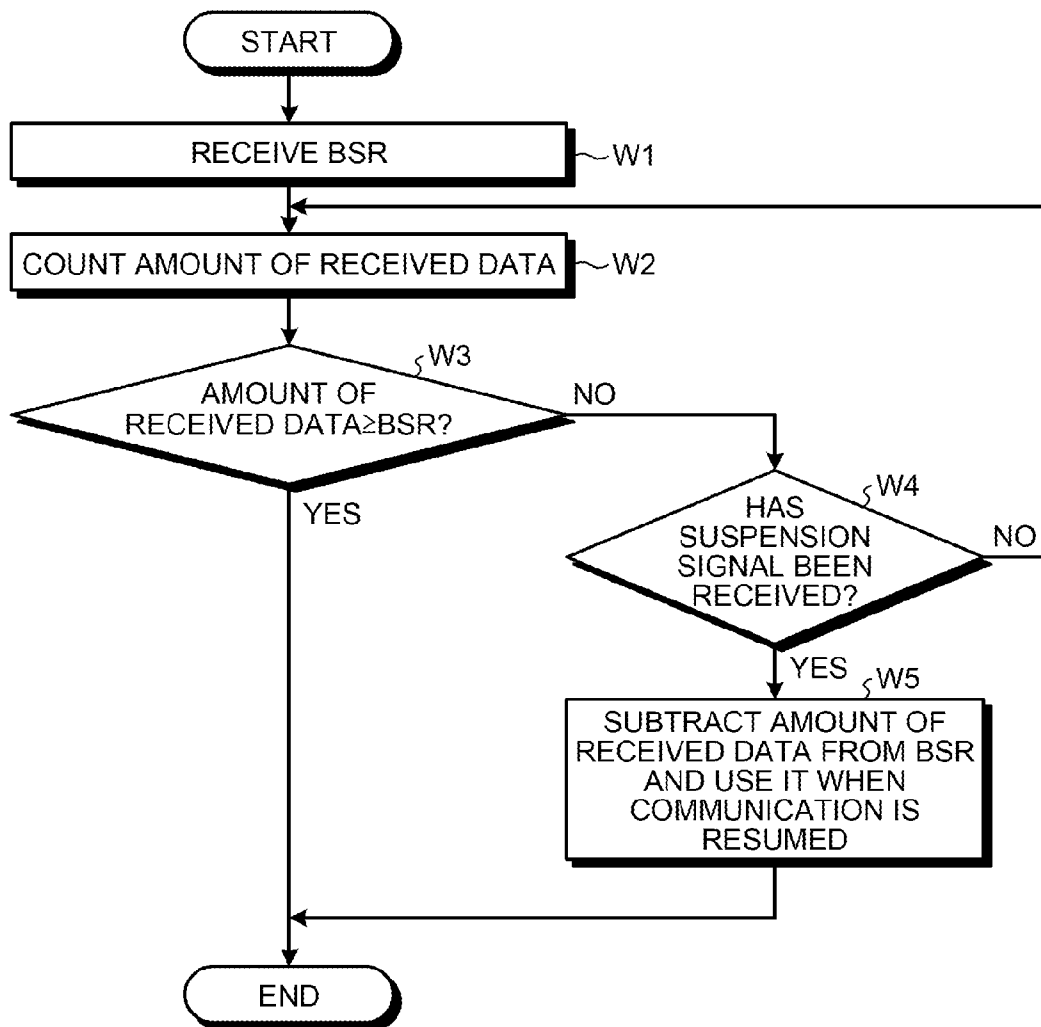 START
RECEIVE BSR
W1
COUNT AMOUNT OF RECEIVED DATA
W2
W3
AMOUNT OF
RECEIVED DATA≥BSR?
NO
YES
W4
HAS
SUSPENSION
SIGNAL BEEN
RECEIVED?
NO
YES
W5
SUBTRACT AMOUNT OF
RECEIVED DATA FROM BSR
AND USE IT WHEN
COMMUNICATION IS
RESUMED
END